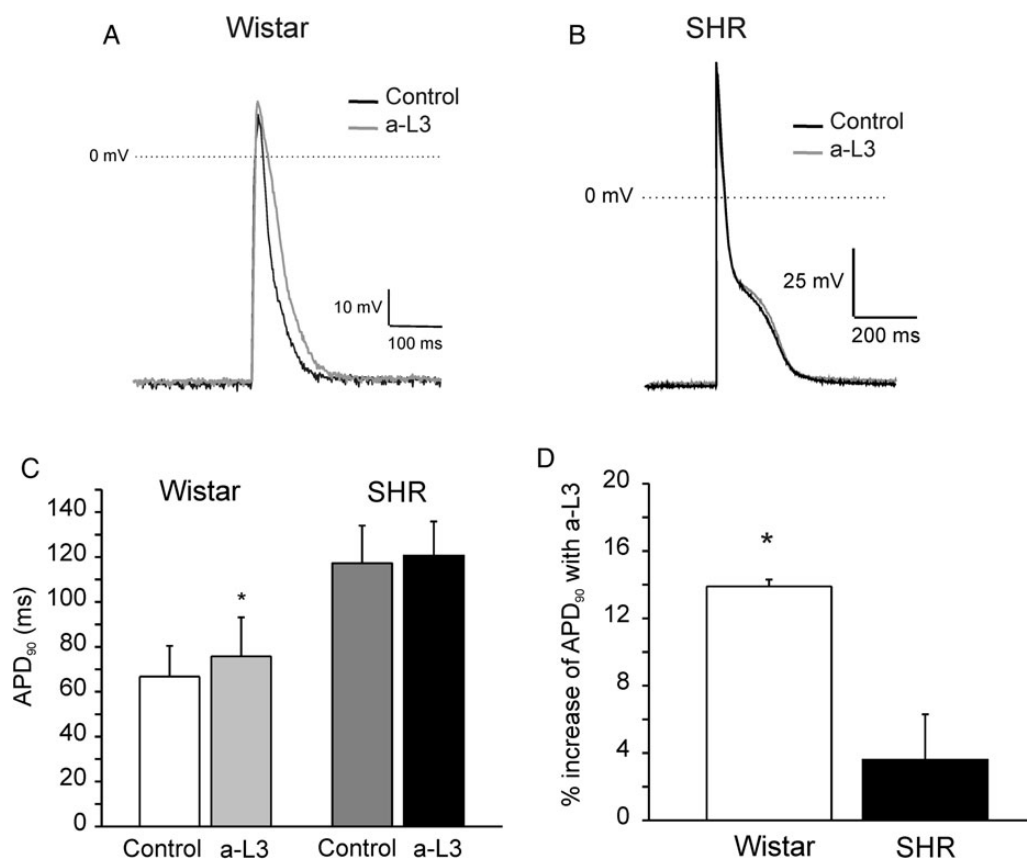 A
Wistar
Control
a-L3
0 mV
10 mV
100 ms
B
SHR
Control
a-L3
0 mV
25 mV
200 ms
C
Wistar
SHR
APD90 (ms)
140
120
100
80
60
40
20
0
*
Control
a-L3
Control
a-L3
D
% increase of APD90 with a-L3
20
16
12
8
4
0
*
Wistar
SHR